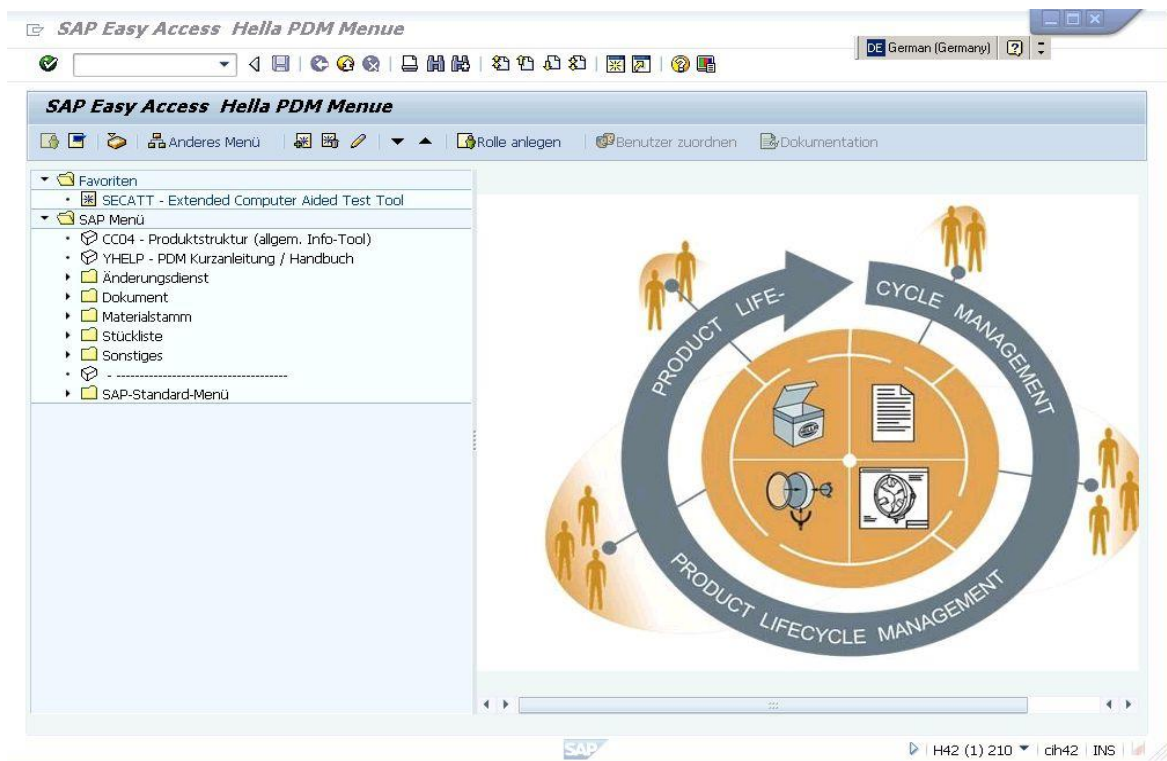 SAP Easy Access Hella PDM Menue
DE German (Germany)
SAP Easy Access Hella PDM Menue
Anderes Menü Rolle anlegen Benutzer zuordnen Dokumentation
Favoriten
SECATT - Extended Computer Aided Test Tool
SAP Menü
CC04 - Produktstruktur (allgem. Info-Tool)
YHELP - PDM Kurzanleitung / Handbuch
Änderungsdienst
Dokument
Materialstamm
Stückliste
Sonstiges
- -------------------------------------
SAP-Standard-Menü
PRODUCT LIFE-
CYCLE MANAGEMENT
PRODUCT LIFECYCLE MANAGEMENT
HELLA
SAP
H42 (1) 210 cih42 INS